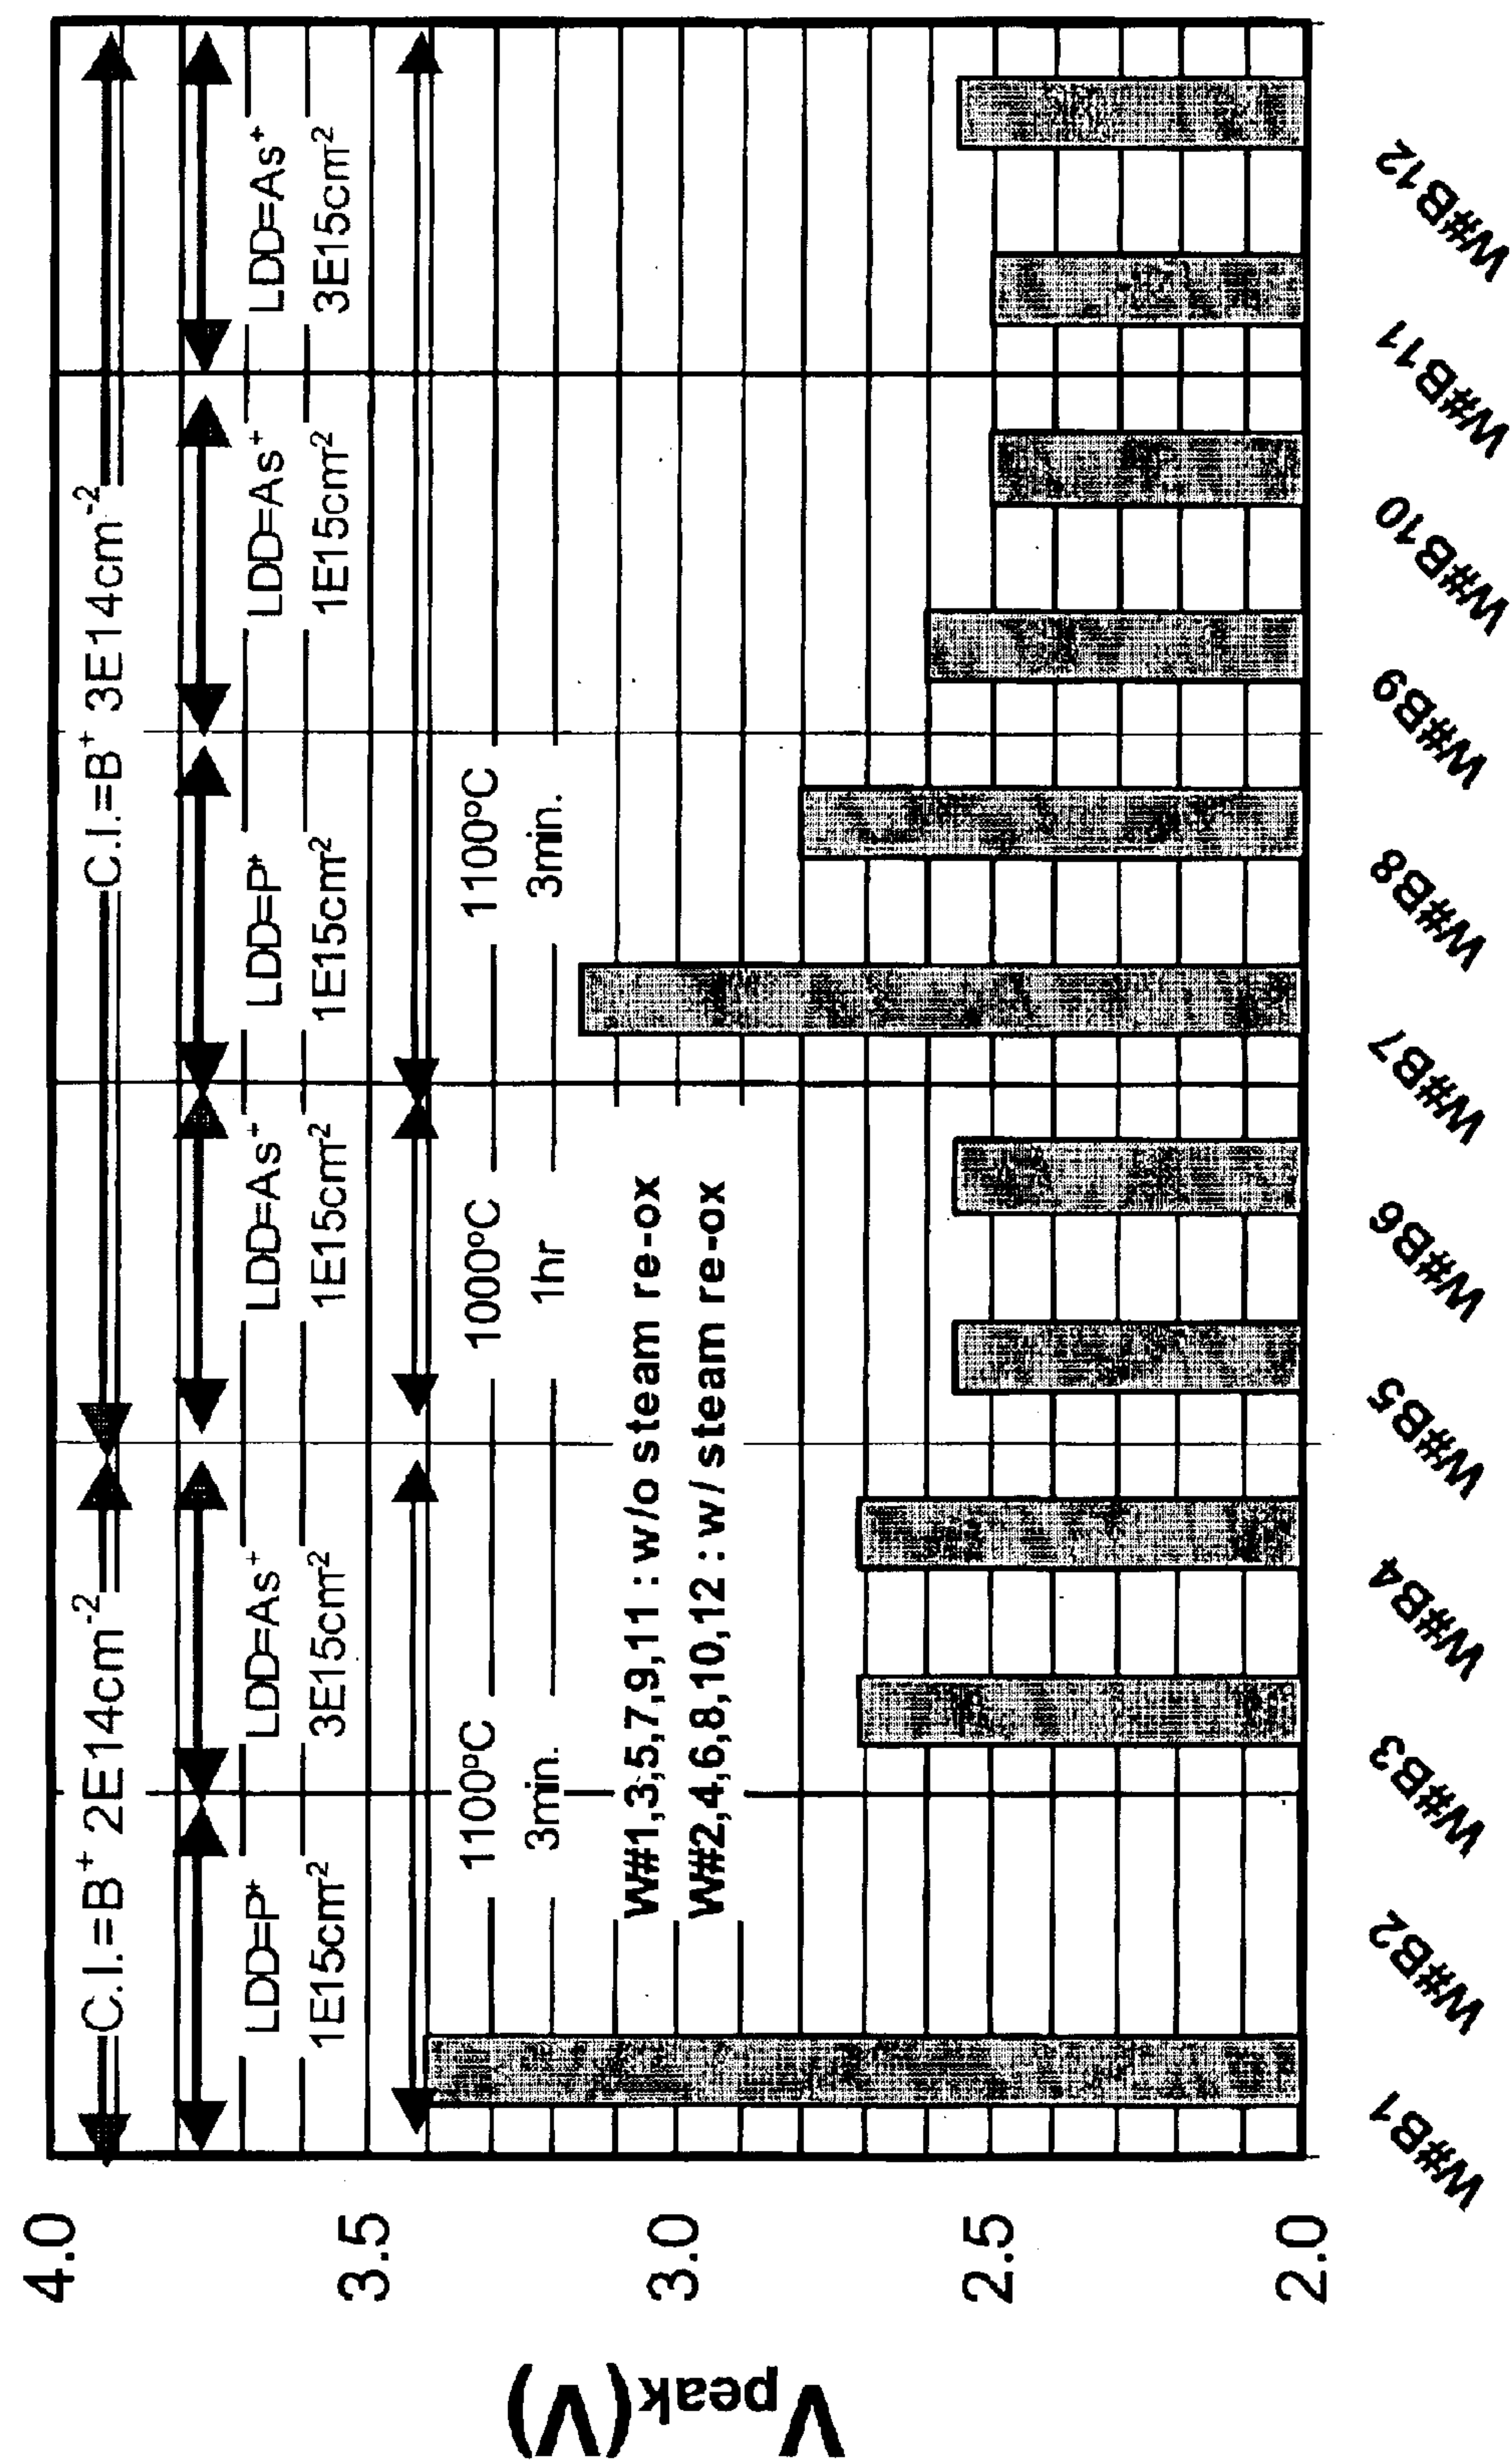 C.I.=B⁺ 2E14cm⁻²
C.I.=B⁺ 3E14cm⁻²
LDD=P⁺
1E15cm²
LDD=As⁺
3E15cm²
LDD=As⁺
1E15cm²
LDD=P⁺
1E15cm²
LDD=As⁺
1E15cm²
LDD=As⁺
3E15cm²
1100ºC
3min.
1000ºC
1hr
1100ºC
3min.
W#1,3,5,7,9,11 : w/o steam re-ox
W#2,4,6,8,10,12 : w/ steam re-ox
Vpeak(V)
4.0
3.5
3.0
2.5
2.0
W#B1
W#B2
W#B3
W#B4
W#B5
W#B6
W#B7
W#B8
W#B9
W#B10
W#B11
W#B12